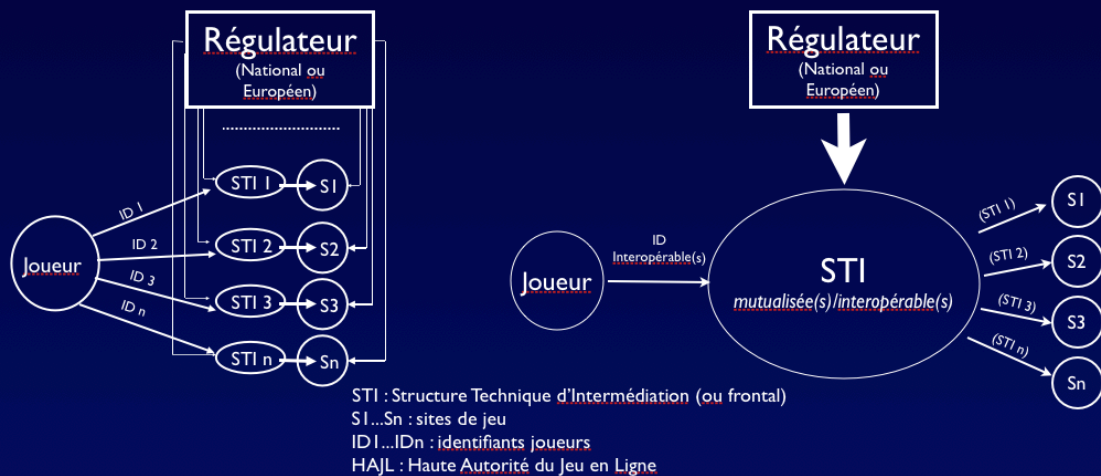 Régulateur
(National ou
Européen)
Joueur
ID 1
ID 2
ID 3
ID n
STI 1
S1
STI 2
S2
STI 3
S3
STI n
Sn
Régulateur
(National ou
Européen)
Joueur
ID
Interopérable(s)
STI
mutualisée(s)/interopérable(s)
(STI 1)
S1
(STI 2)
S2
(STI 3)
S3
(STI n)
Sn
STI : Structure Technique d'Intermédiation (ou frontal)
S1...Sn : sites de jeu
ID1...IDn : identifiants joueurs
HAJL : Haute Autorité du Jeu en Ligne